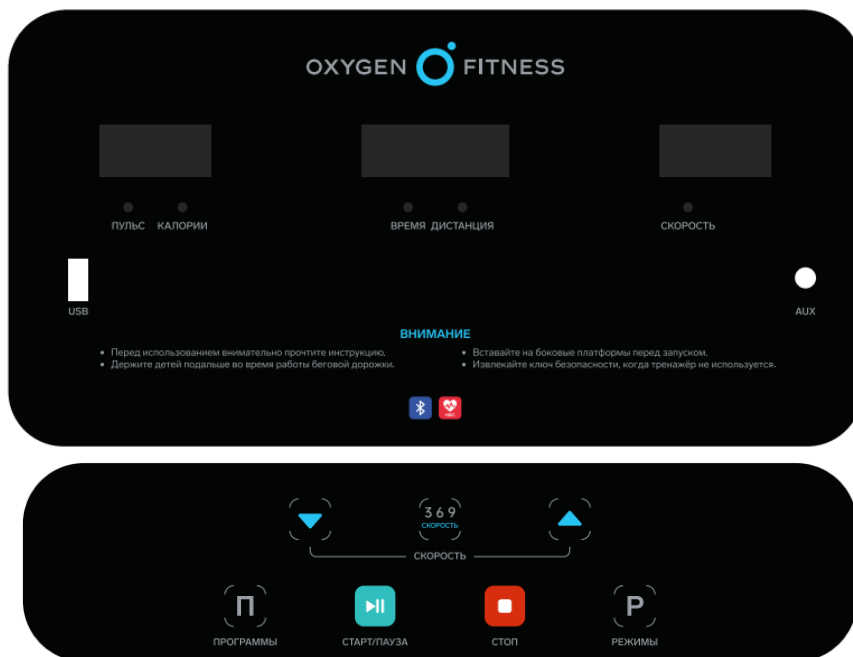 OXYGEN FITNESS
ПУЛЬС КАЛОРИИ ВРЕМЯ ДИСТАНЦИЯ СКОРОСТЬ
USB AUX
ВНИМАНИЕ
• Перед использованием внимательно прочтите инструкцию.
• Держите детей подальше во время работы беговой дорожки.
• Вставайте на боковые платформы перед запуском.
• Извлекайте ключ безопасности, когда тренажёр не используется.
HRC
3 6 9
СКОРОСТЬ
СКОРОСТЬ
П Р
ПРОГРАММЫ СТАРТ/ПАУЗА СТОП РЕЖИМЫ